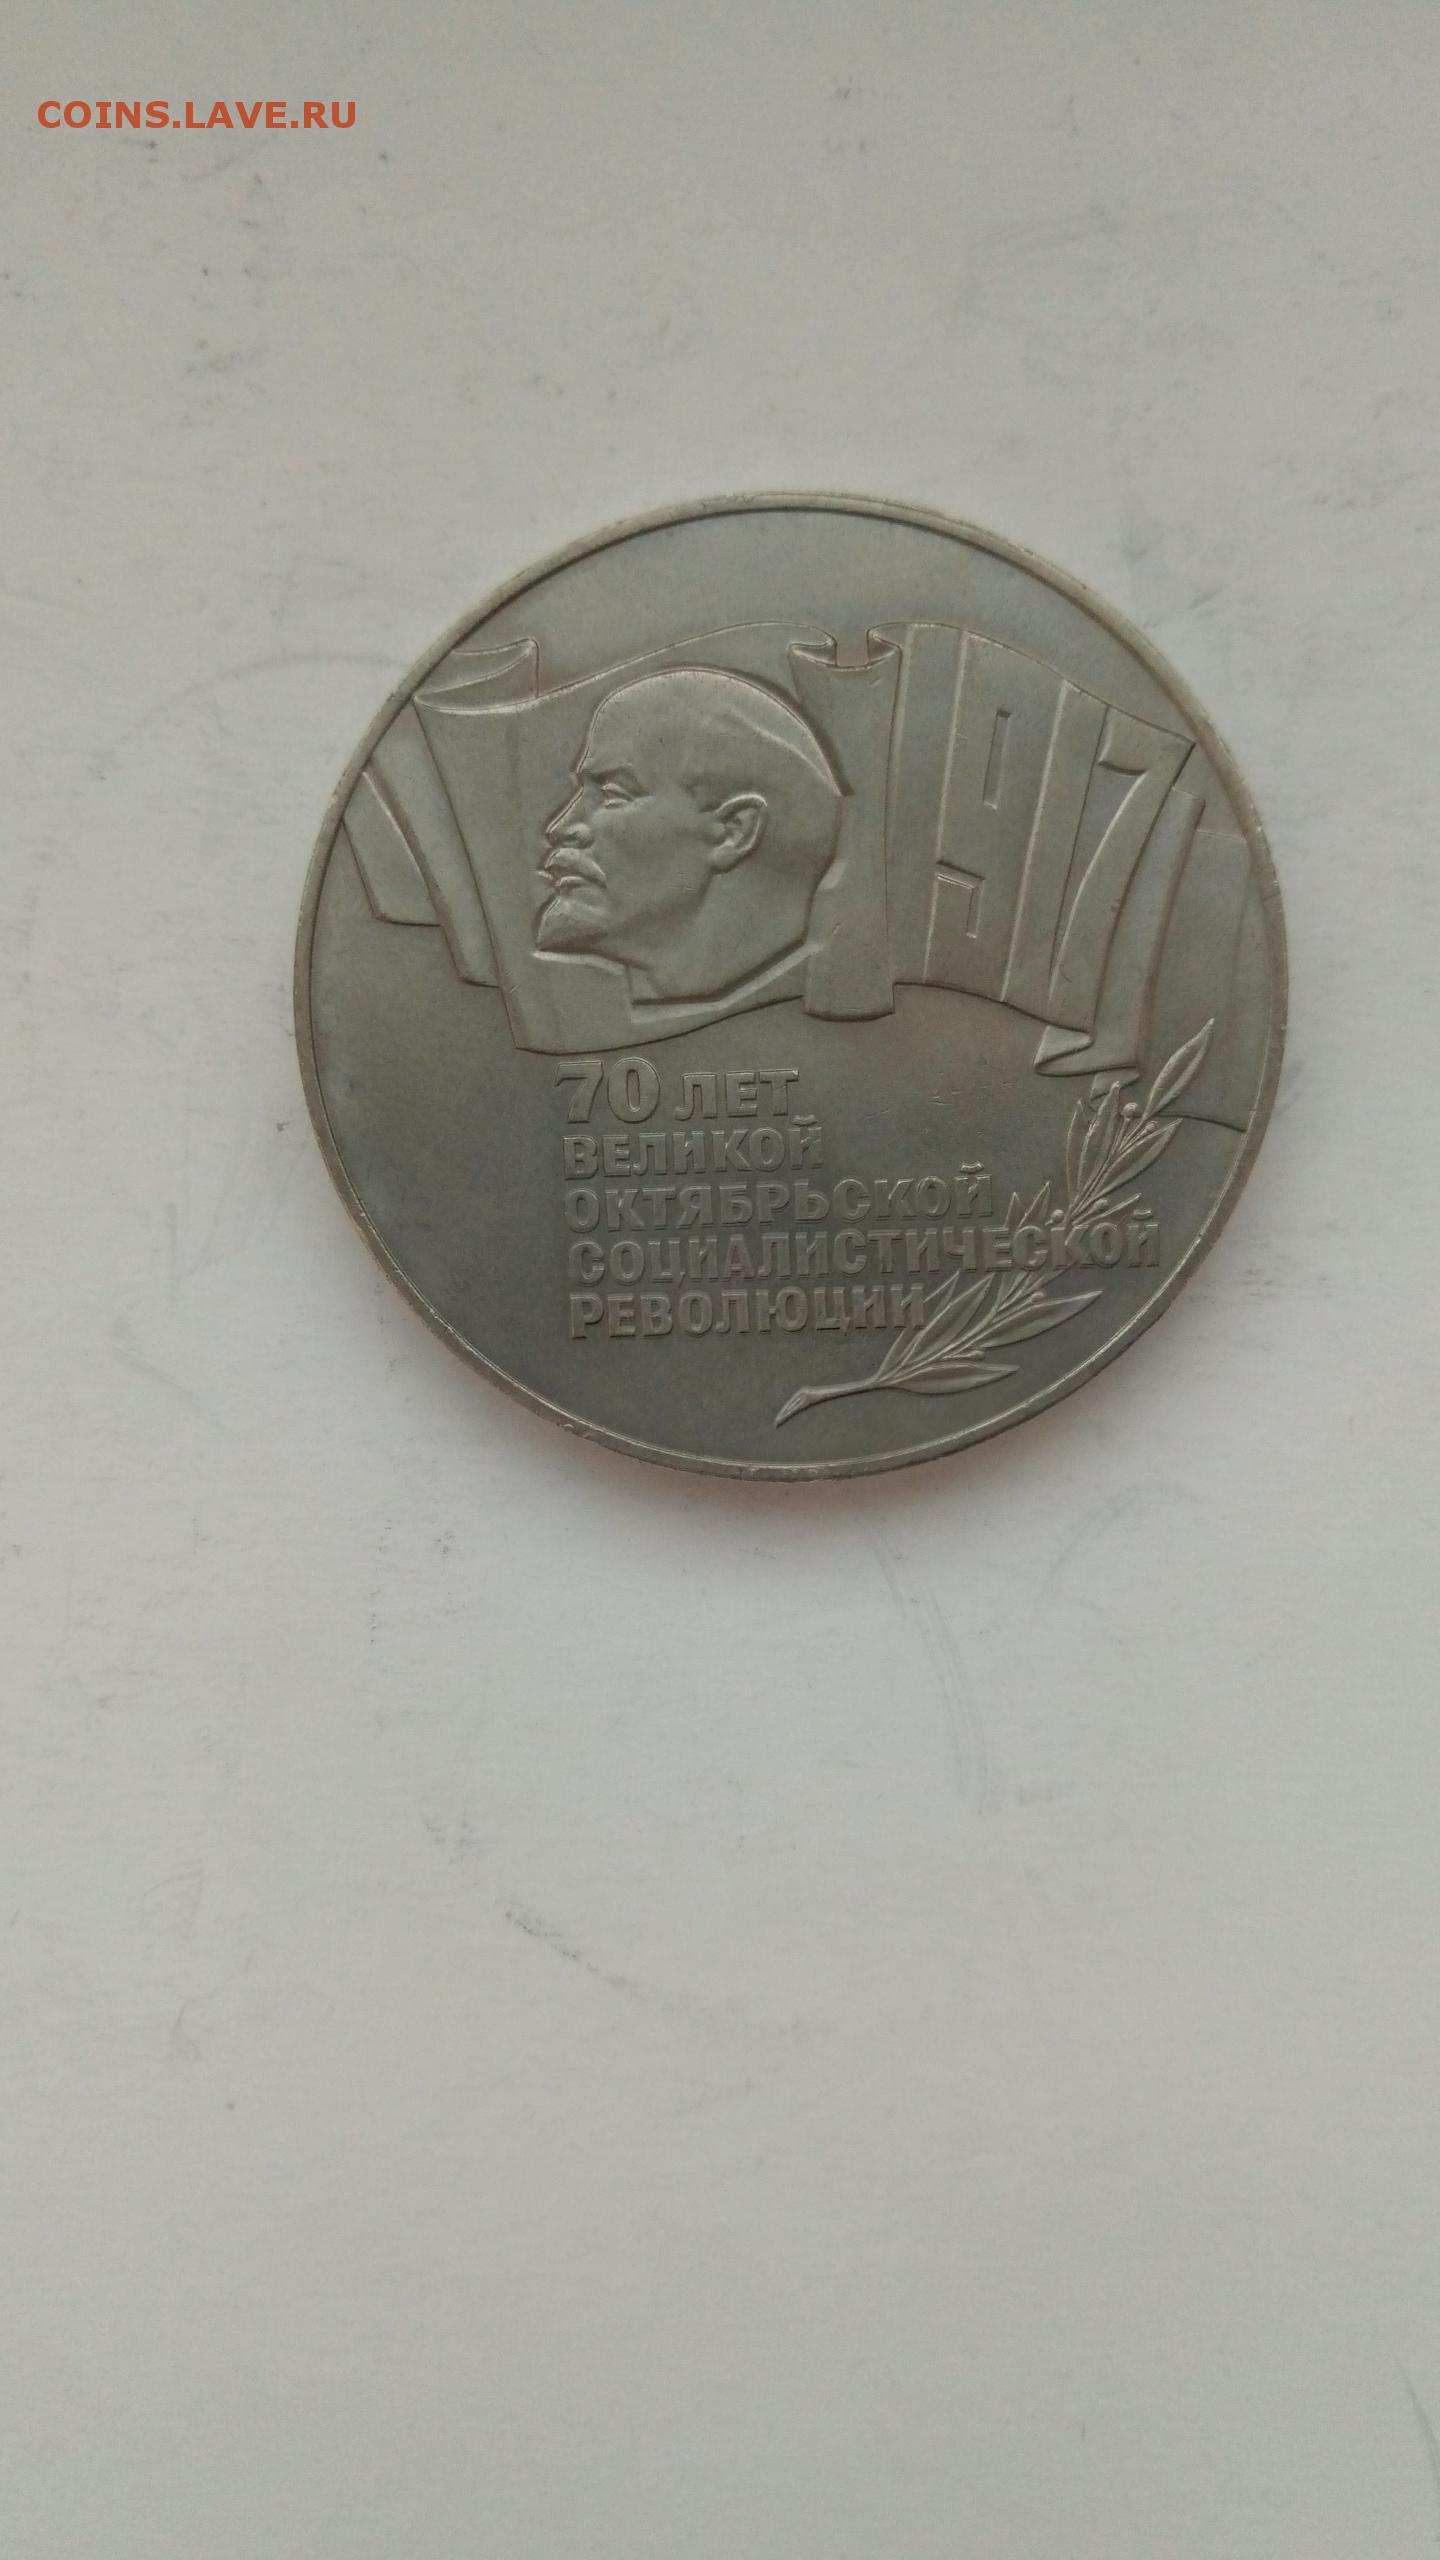 COINS.LAVE.RU
1917
70 ЛЕТ
ВЕЛИКОЙ
ОКТЯБРЬСКОЙ
СОЦИАЛИСТИЧЕСКОЙ
РЕВОЛЮЦИИ